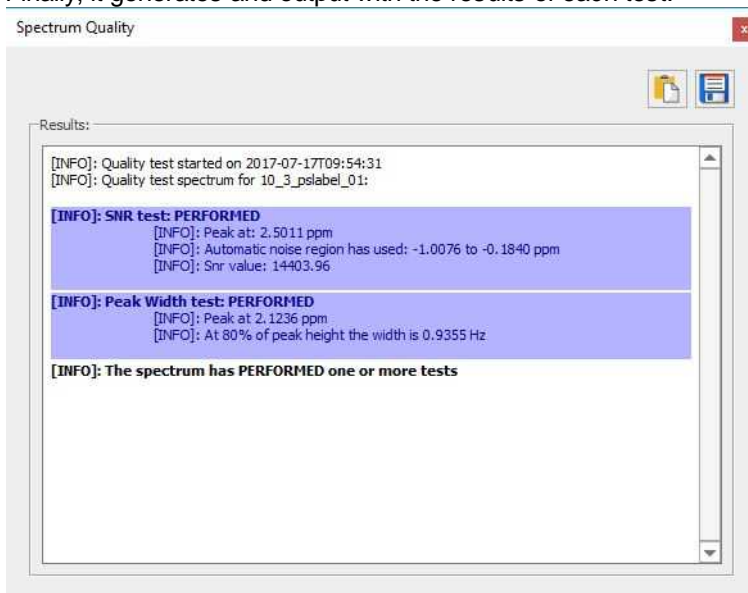 Finally, it generates and output with the results of each test.
Spectrum Quality
x
Results:
[INFO]: Quality test started on 2017-07-17T09:54:31
[INFO]: Quality test spectrum for 10_3_pslabel_01:
[INFO]: SNR test: PERFORMED
[INFO]: Peak at: 2.5011 ppm
[INFO]: Automatic noise region has used: -1.0076 to -0.1840 ppm
[INFO]: Snr value: 14403.96
[INFO]: Peak Width test: PERFORMED
[INFO]: Peak at 2.1236 ppm
[INFO]: At 80% of peak height the width is 0.9355 Hz
[INFO]: The spectrum has PERFORMED one or more tests